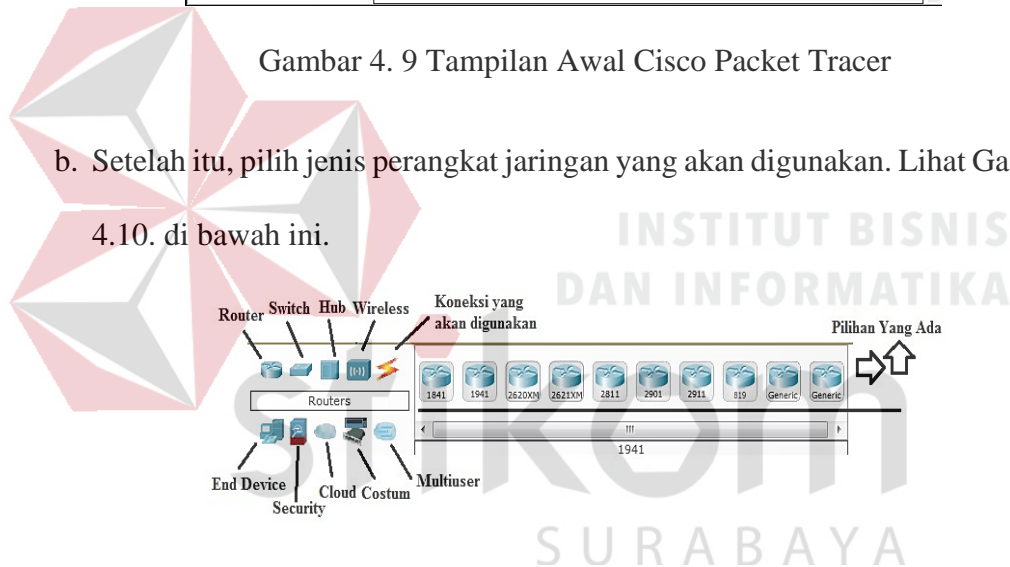 Gambar 4. 9 Tampilan Awal Cisco Packet Tracer
b. Setelah itu, pilih jenis perangkat jaringan yang akan digunakan. Lihat Ga
4.10. di bawah ini.
INSTITUT BISNIS
DAN INFORMATIKA
Router Switch Hub Wireless
Koneksi yang
akan digunakan
Pilihan Yang Ada
1841 1941 2620XM 2621XM 2811 2901 2911 819 Generic Generic
Routers
1941
End Device
Security
Cloud
Costum
Multiuser
stikom
SURABAYA